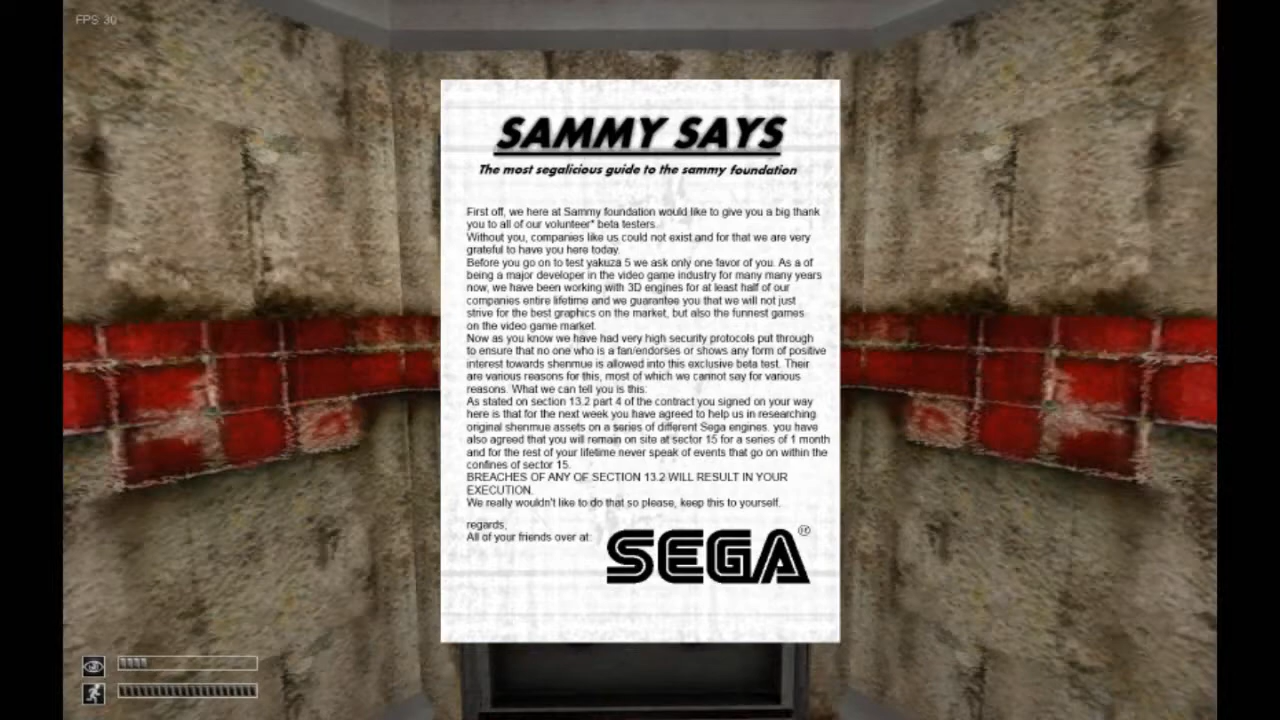 FPS: 30
SAMMY SAYS
The most segalicious guide to the sammy foundation
First off, we here at Sammy foundation would like to give you a big thank
you to all of our volunteer* beta testers.
Without you, companies like us could not exist and for that we are very
grateful to have you here today.
Before you go on to test yakuza 5 we ask only one favor of you. As a of
being a major developer in the video game industry for many many years
now, we have been working with 3D engines for at least half of our
companies entire lifetime and we guarantee you that we will not just
strive for the best graphics on the market, but also the funnest games
on the video game market.
Now as you know we have had very high security protocols put through
to ensure that no one who is a fan/endorses or shows any form of positive
interest towards shenmue is allowed into this exclusive beta test. Their
are various reasons for this, most of which we cannot say for various
reasons. What we can tell you is this:
As stated on section 13.2 part 4 of the contract you signed on your way
here is that for the next week you have agreed to help us in researching
original shenmue assets on a series of different Sega engines. you have
also agreed that you will remain on site at sector 15 for a series of 1 month
and for the rest of your lifetime never speak of events that go on within the
confines of sector 15.
BREACHES OF ANY OF SECTION 13.2 WILL RESULT IN YOUR
EXECUTION.
We really wouldn't like to do that so please, keep this to yourself.
regards,
All of your friends over at:
SEGA®